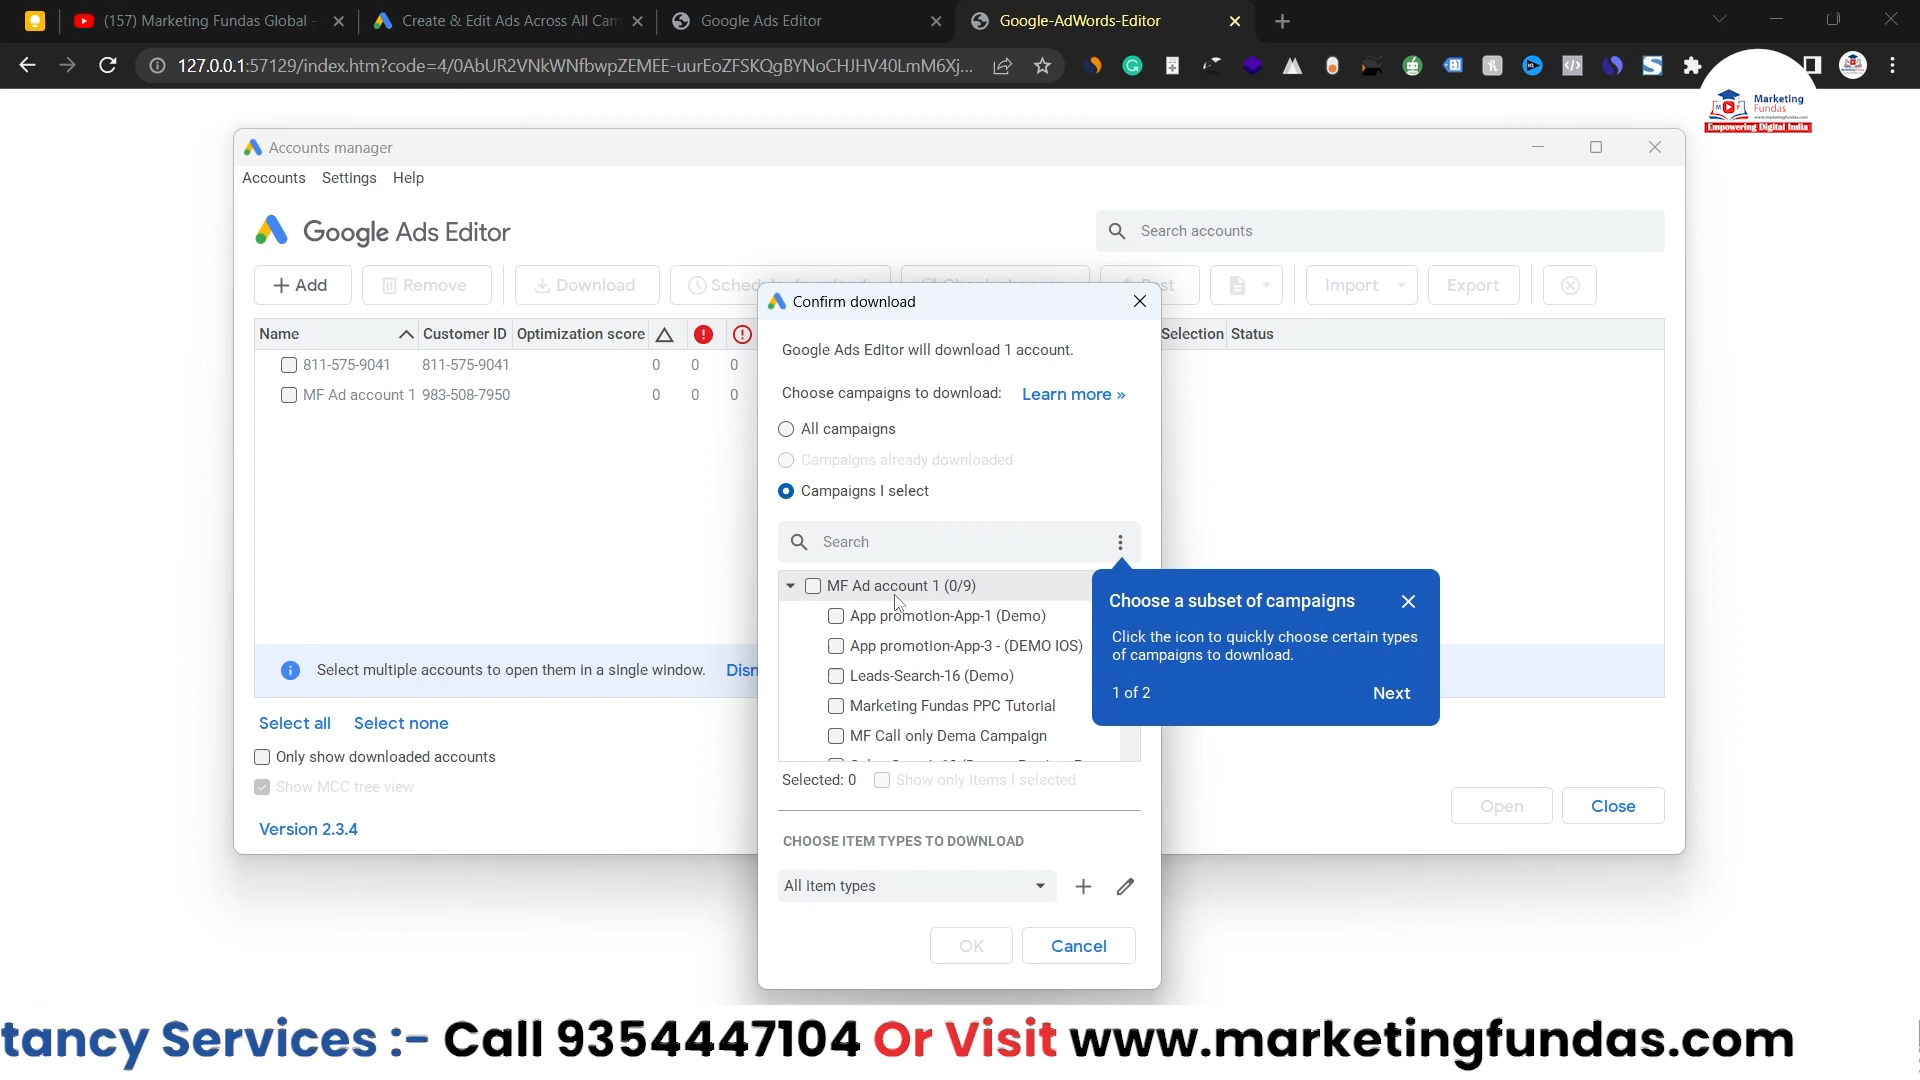 (157) Marketing Fundas Global -
Create & Edit Ads Across All Cam
Google Ads Editor
Google-AdWords-Editor
127.0.0.1:57129/index.htm?code=4/0AbUR2VNkWNfbwpZEMEE-uurEoZFSKQgBYNoCHJHV40LmM6Xj...
Marketing
Fundas
www.marketingfundas.com
Empowering Digital India
Accounts manager
Accounts Settings Help
Google Ads Editor
Search accounts
Add Remove Download Import Export
Confirm download
Name Customer ID Optimization score Selection Status
Google Ads Editor will download 1 account.
811-575-9041 811-575-9041 0 0 0
MF Ad account 1 983-508-7950 0 0 0
Choose campaigns to download: Learn more »
All campaigns
Campaigns already downloaded
Campaigns I select
Search
MF Ad account 1 (0/9)
App promotion-App-1 (Demo)
App promotion-App-3 - (DEMO IOS)
Leads-Search-16 (Demo)
Marketing Fundas PPC Tutorial
MF Call only Dema Campaign
Choose a subset of campaigns
Click the icon to quickly choose certain types
of campaigns to download.
1 of 2 Next
Select multiple accounts to open them in a single window.
Select all Select none
Only show downloaded accounts
Show MCC tree view
Version 2.3.4
Selected: 0 Show only items I selected
Open Close
CHOOSE ITEM TYPES TO DOWNLOAD
All item types
OK Cancel
tancy Services :- Call 9354447104 Or Visit www.marketingfundas.com